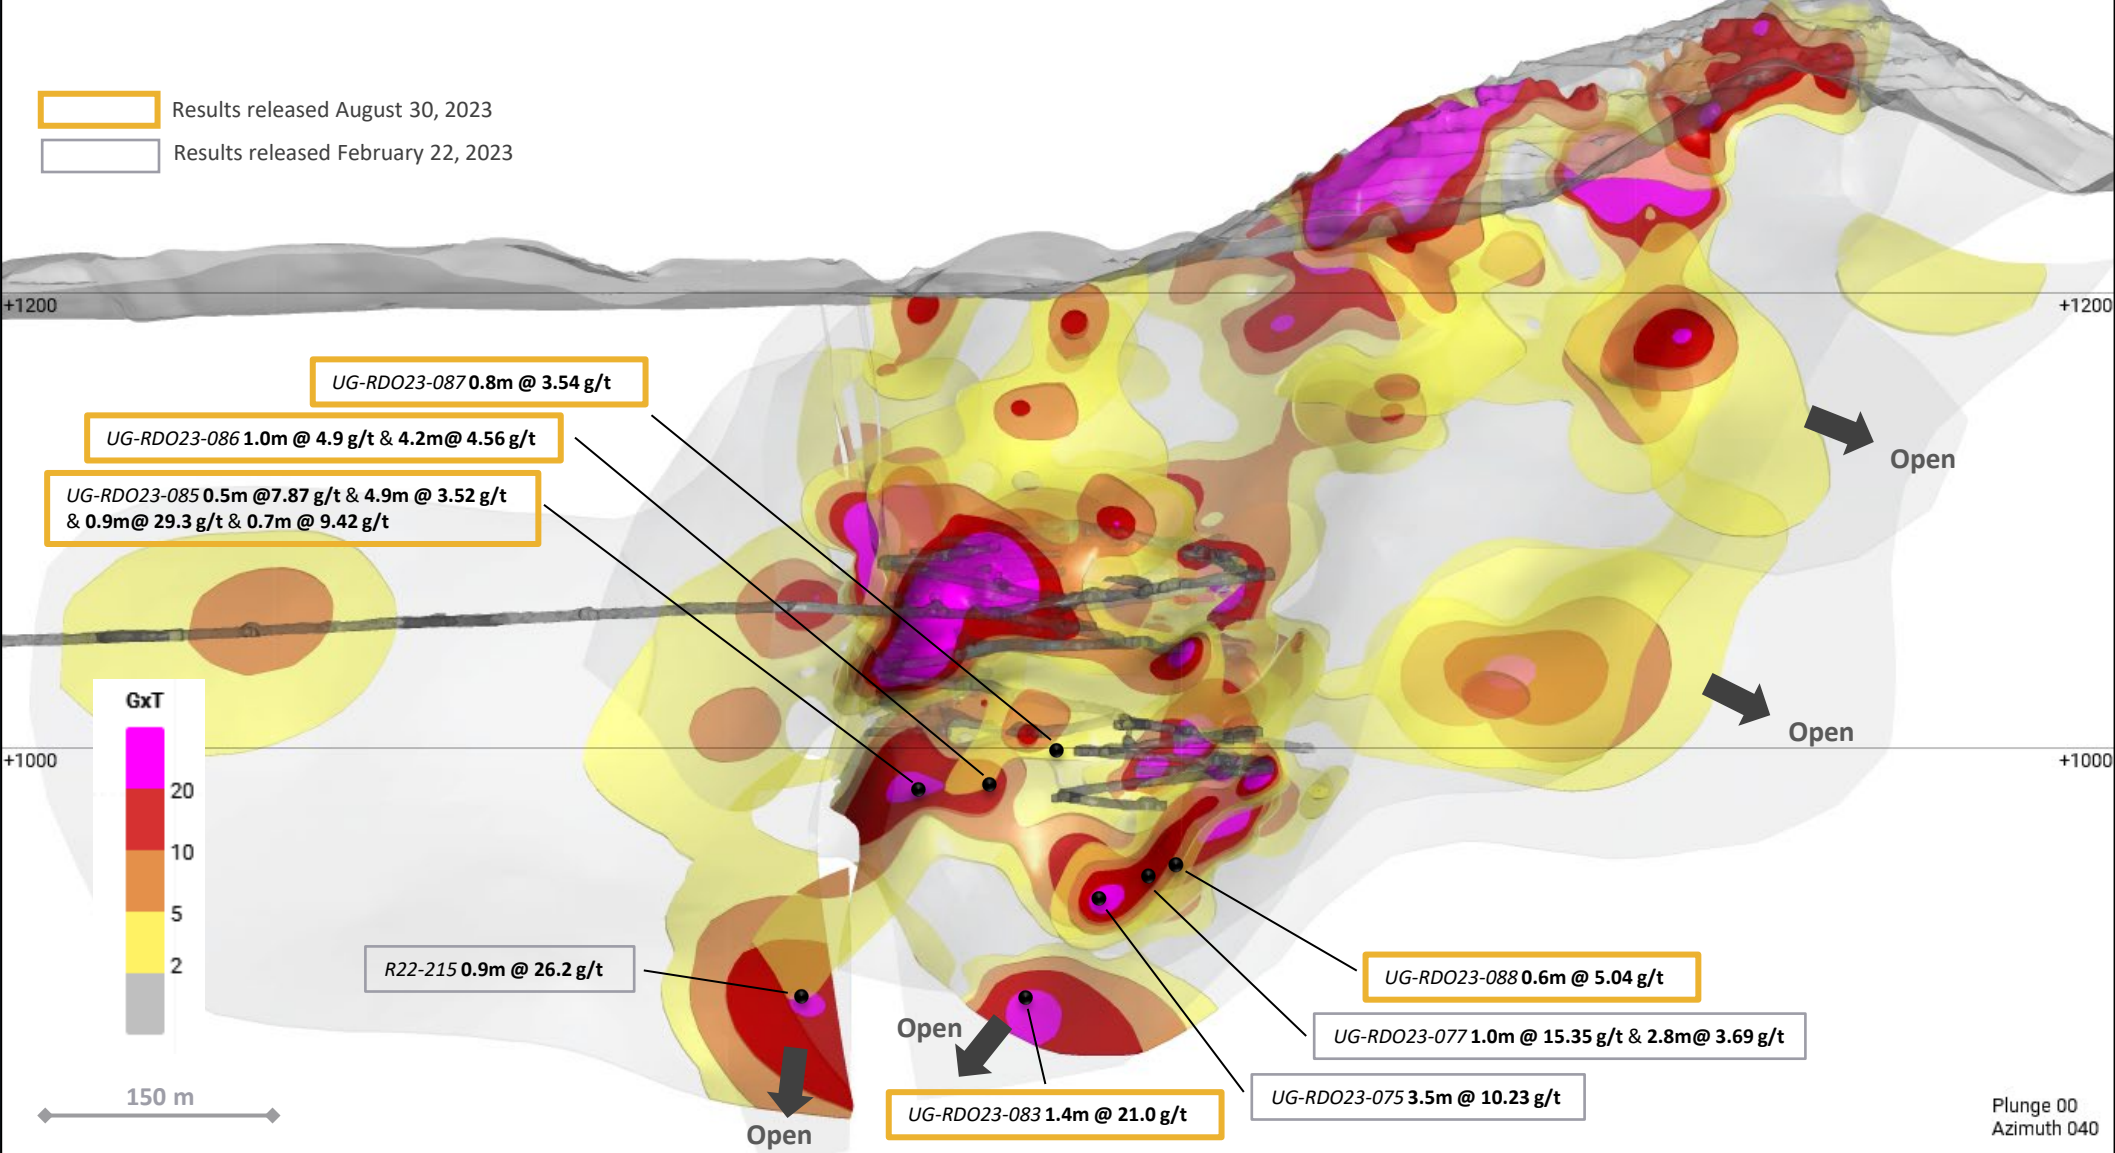 Results released August 30, 2023
Results released February 22, 2023
+1200
+1200
UG-RDO23-087 0.8m @ 3.54 g/t
UG-RDO23-086 1.0m @ 4.9 g/t & 4.2m@ 4.56 g/t
UG-RDO23-085 0.5m @7.87 g/t & 4.9m @ 3.52 g/t
& 0.9m@ 29.3 g/t & 0.7m @ 9.42 g/t
Open
Open
GxT
20
10
5
2
+1000
+1000
R22-215 0.9m @ 26.2 g/t
UG-RDO23-088 0.6m @ 5.04 g/t
Open
UG-RDO23-077 1.0m @ 15.35 g/t & 2.8m@ 3.69 g/t
UG-RDO23-075 3.5m @ 10.23 g/t
UG-RDO23-083 1.4m @ 21.0 g/t
150 m
Open
Plunge 00
Azimuth 040